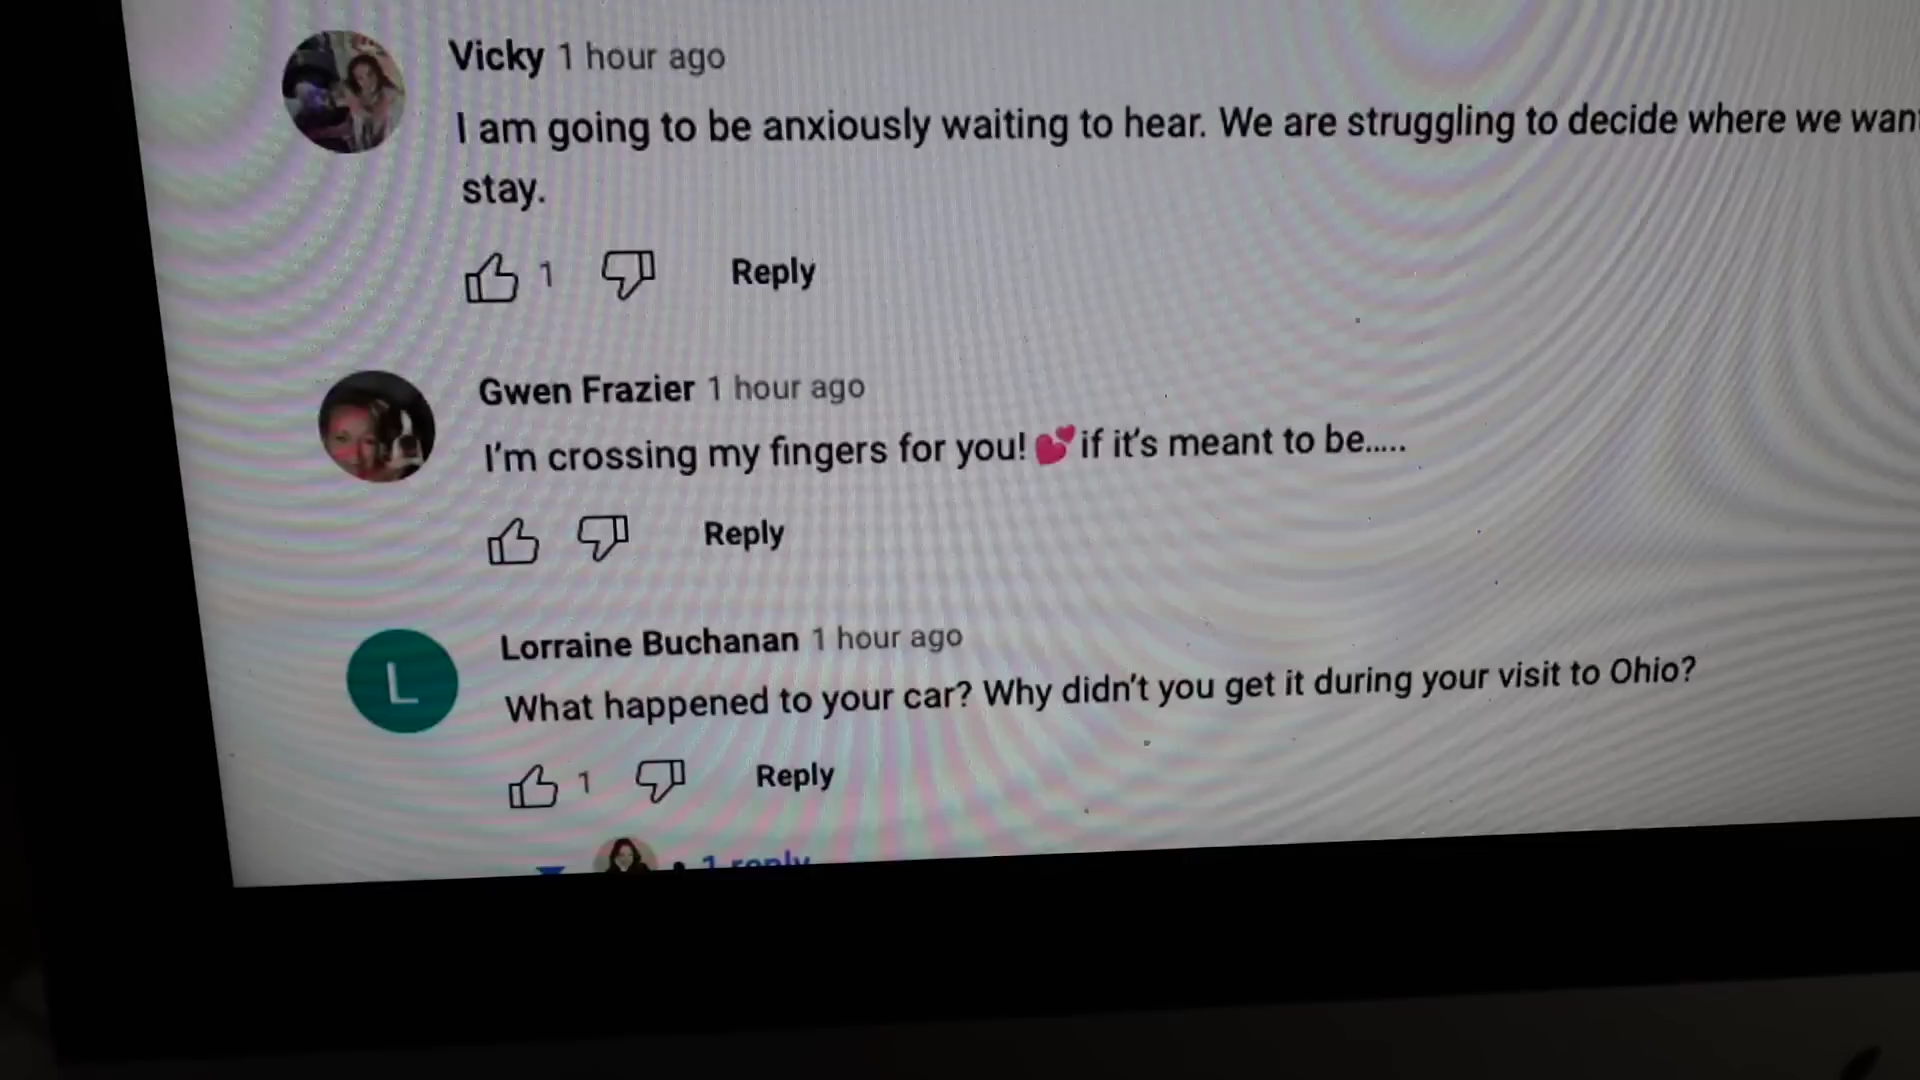 Vicky 1 hour ago
I am going to be anxiously waiting to hear. We are struggling to decide where we want
stay.
1 Reply
Gwen Frazier 1 hour ago
I'm crossing my fingers for you! 💕 if it's meant to be.....
Reply
L
Lorraine Buchanan 1 hour ago
What happened to your car? Why didn't you get it during your visit to Ohio?
1 Reply
1 reply